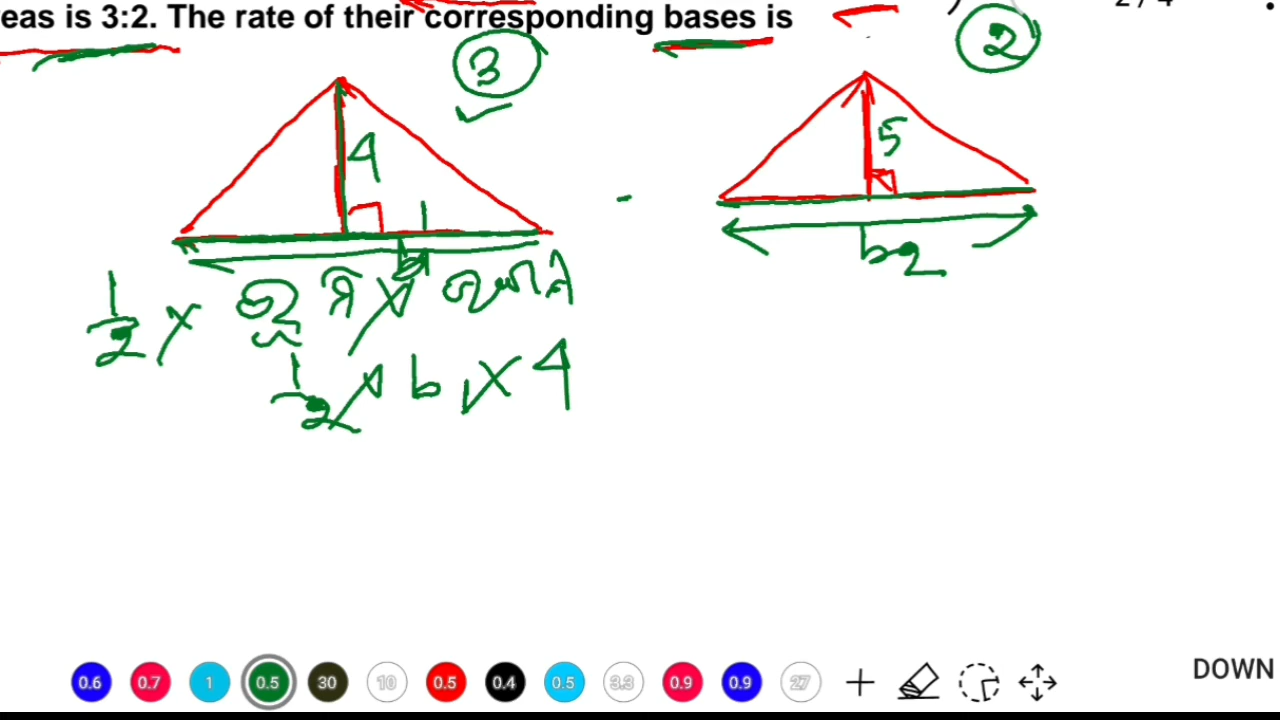 eas is 3:2. The rate of their corresponding bases is
3
2
4
5
b1
b2
1/2 ×
1/2 × b1 × 4
0.6 0.7 1 0.5 30 10 0.5 0.4 0.5 3.3 0.9 0.9 27
DOWN